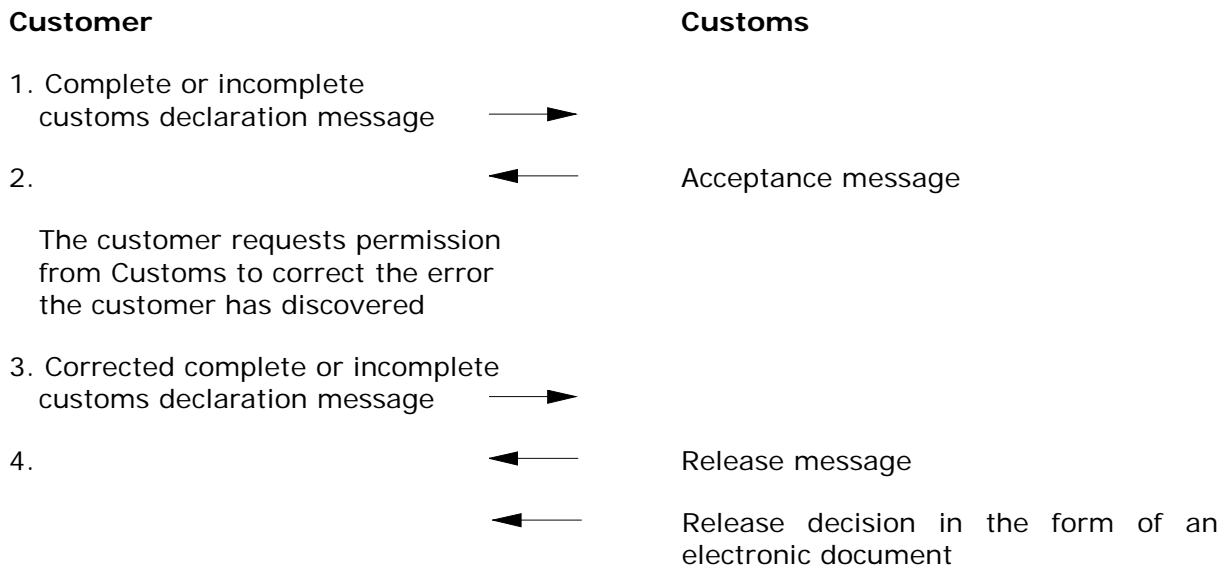 Customer Customs
1. Complete or incomplete
customs declaration message
2. Acceptance message
The customer requests permission
from Customs to correct the error
the customer has discovered
3. Corrected complete or incomplete
customs declaration message
4. Release message
Release decision in the form of an
electronic document